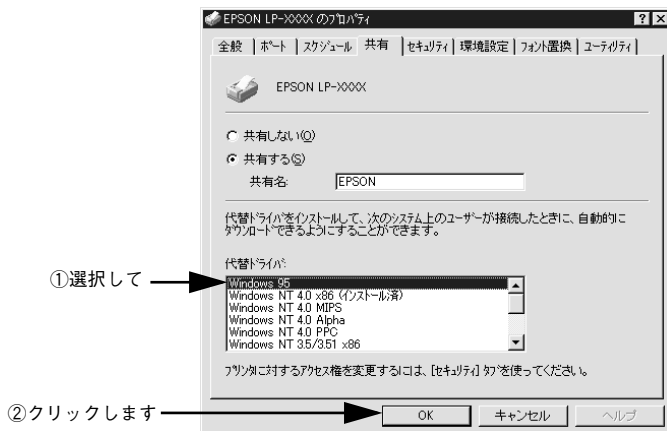 EPSON LP-XXXX のプロパティ
全般 ポート スケジュール 共有 セキュリティ 環境設定 フォント置換 ユーティリティ
EPSON LP-XXXX
共有しない(O)
共有する(S)
共有名: EPSON
代替ドライバをインストールして、次のシステム上のユーザーが接続したときに、自動的に
ダウンロードできるようにすることができます。
代替ドライバ:
①選択して
Windows 95
Windows NT 4.0 x86 (インストール済)
Windows NT 4.0 MIPS
Windows NT 4.0 Alpha
Windows NT 4.0 PPC
Windows NT 3.5/3.51 x86
プリンタに対するアクセス権を変更するには、[セキュリティ] タブを使ってください。
②クリックします
OK キャンセル ヘルプ